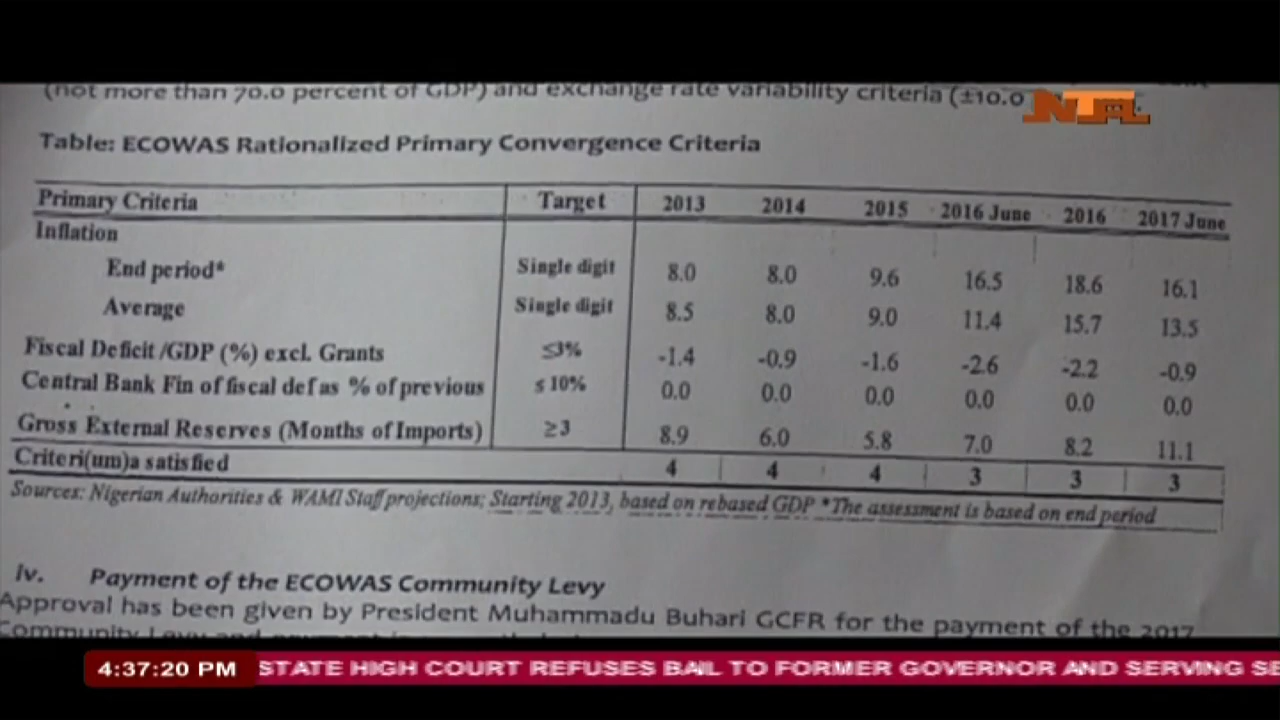 (not more than 70.0 percent of GDP) and exchange rate variability criteria (±10.0
NTA
Table: ECOWAS Rationalized Primary Convergence Criteria
Primary Criteria Target 2013 2014 2015 2016 June 2016 2017 June
Inflation
End period* Single digit 8.0 8.0 9.6 16.5 18.6 16.1
Average Single digit 8.5 8.0 9.0 11.4 15.7 13.5
Fiscal Deficit /GDP (%) excl. Grants ≤3% -1.4 -0.9 -1.6 -2.6 -2.2 -0.9
Central Bank Fin of fiscal def as % of previous ≤ 10% 0.0 0.0 0.0 0.0 0.0 0.0
Gross External Reserves (Months of Imports) ≥3 8.9 6.0 5.8 7.0 8.2 11.1
Criteri(um)a satisfied 4 4 4 3 3 3
Sources: Nigerian Authorities & WAMI Staff projections; Starting 2013, based on rebased GDP *The assessment is based on end period
iv. Payment of the ECOWAS Community Levy
Approval has been given by President Muhammadu Buhari GCFR for the payment of the 2017
Community Levy and
4:37:20 PM STATE HIGH COURT REFUSES BAIL TO FORMER GOVERNOR AND SERVING SE